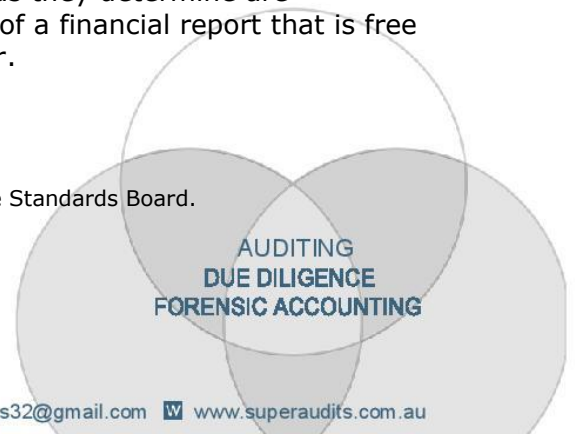 of a financial report that is free
Standards Board.
AUDITING
DUE DILIGENCE
FORENSIC ACCOUNTING
s32@gmail.com W www.superaudits.com.au